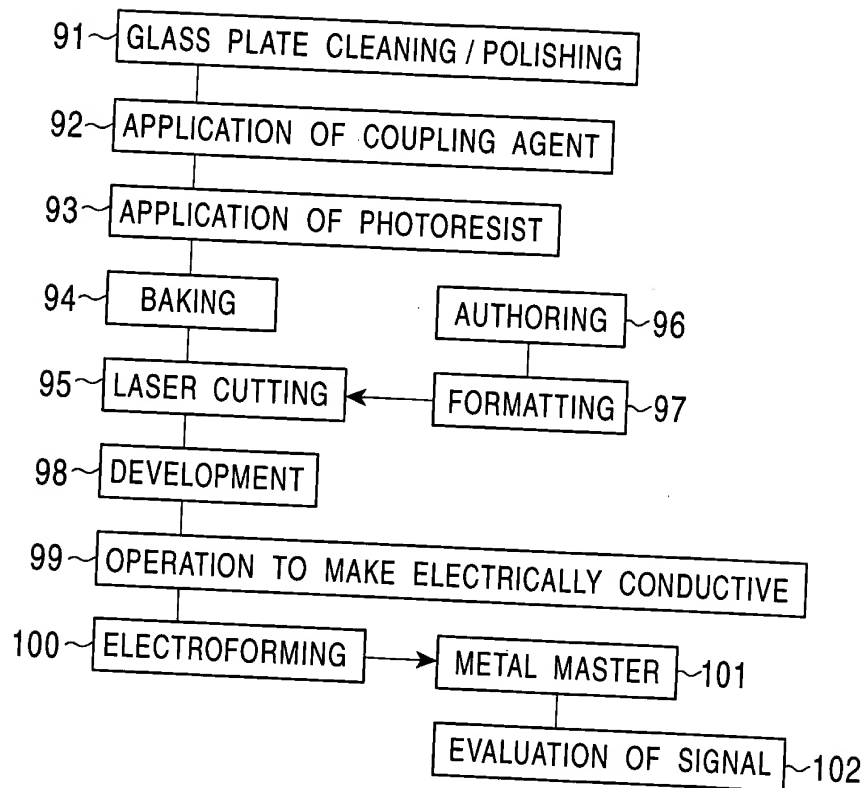 91 GLASS PLATE CLEANING / POLISHING
92 APPLICATION OF COUPLING AGENT
93 APPLICATION OF PHOTORESIST
94 BAKING
AUTHORING 96
95 LASER CUTTING
FORMATTING 97
98 DEVELOPMENT
99 OPERATION TO MAKE ELECTRICALLY CONDUCTIVE
100 ELECTROFORMING
METAL MASTER 101
EVALUATION OF SIGNAL 102